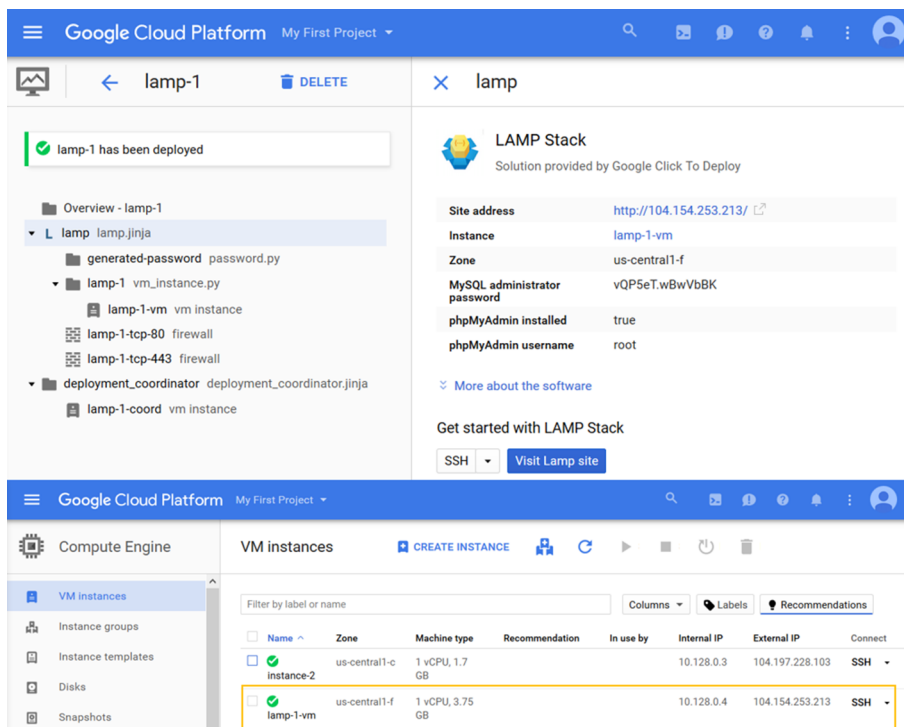 Google Cloud Platform My First Project
lamp-1 DELETE
lamp
lamp-1 has been deployed
Overview - lamp-1
L lamp lamp.jinja
generated-password password.py
lamp-1 vm_instance.py
lamp-1-vm vm instance
lamp-1-tcp-80 firewall
lamp-1-tcp-443 firewall
deployment_coordinator deployment_coordinator.jinja
lamp-1-coord vm instance
LAMP Stack
Solution provided by Google Click To Deploy
Site address http://104.154.253.213/
Instance lamp-1-vm
Zone us-central1-f
MySQL administrator vQP5eT.wBwVbBK
password
phpMyAdmin installed true
phpMyAdmin username root
More about the software
Get started with LAMP Stack
SSH Visit Lamp site
Google Cloud Platform My First Project
Compute Engine
VM instances
Instance groups
Instance templates
Disks
Snapshots
VM instances CREATE INSTANCE
Filter by label or name Columns Labels Recommendations
Name Zone Machine type Recommendation In use by Internal IP External IP Connect
instance-2 us-central1-c 1 vCPU, 1.7 10.128.0.3 104.197.228.103 SSH
GB
lamp-1-vm us-central1-f 1 vCPU, 3.75 10.128.0.4 104.154.253.213 SSH
GB